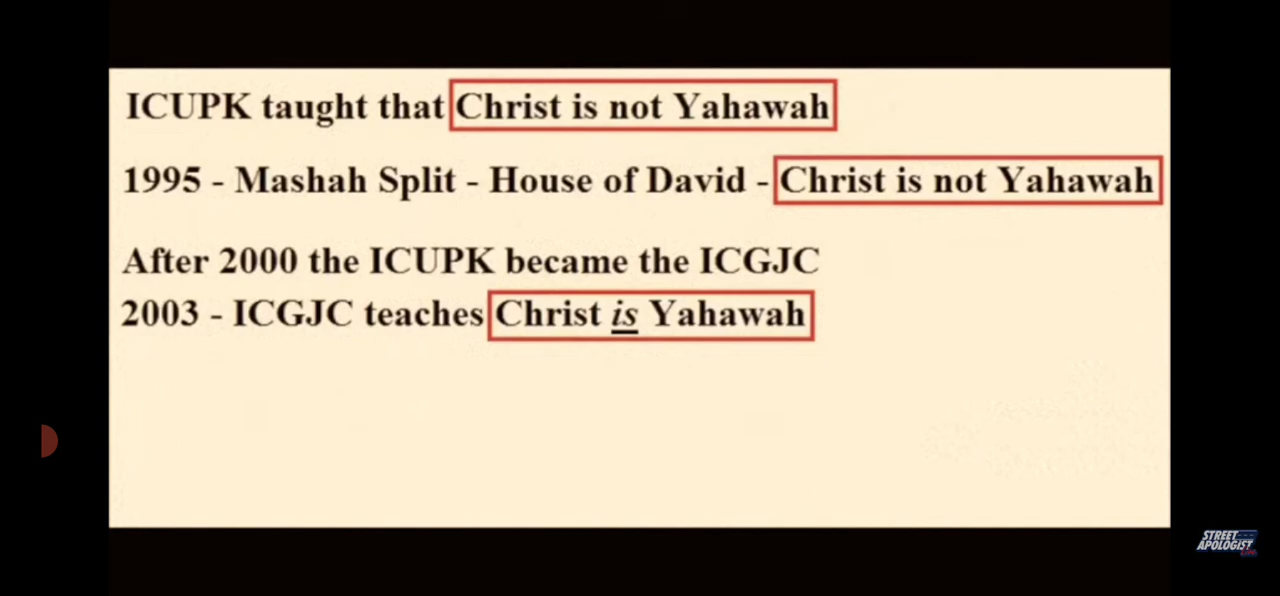 ICUPK taught that Christ is not Yahawah
1995 - Mashah Split - House of David - Christ is not Yahawah
After 2000 the ICUPK became the ICGJC
2003 - ICGJC teaches Christ is Yahawah
STREET
APOLOGIST
LIVE